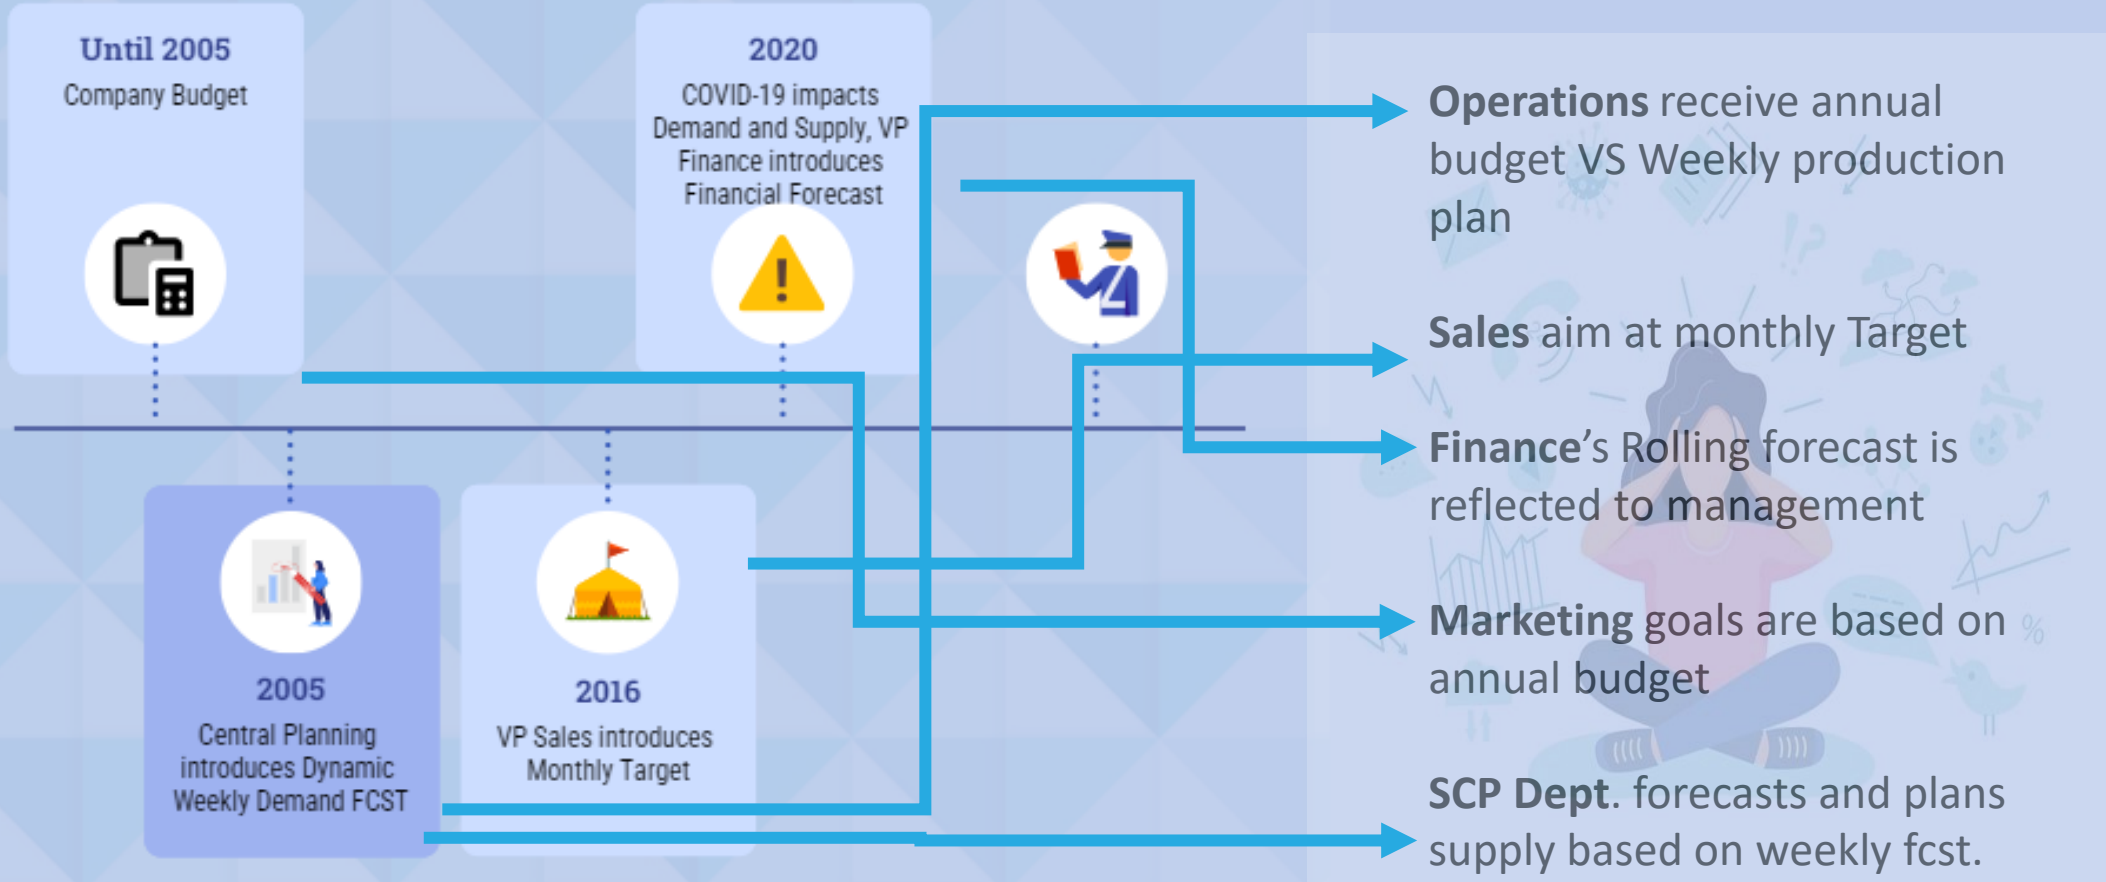 Until 2005
Company Budget
2020
COVID-19 impacts
Demand and Supply, VP
Finance introduces
Financial Forecast
2005
Central Planning
introduces Dynamic
Weekly Demand FCST
2016
VP Sales introduces
Monthly Target
Operations receive annual
budget VS Weekly production
plan
Sales aim at monthly Target
Finance’s Rolling forecast is
reflected to management
Marketing goals are based on
annual budget
SCP Dept. forecasts and plans
supply based on weekly fcst.
!?
%